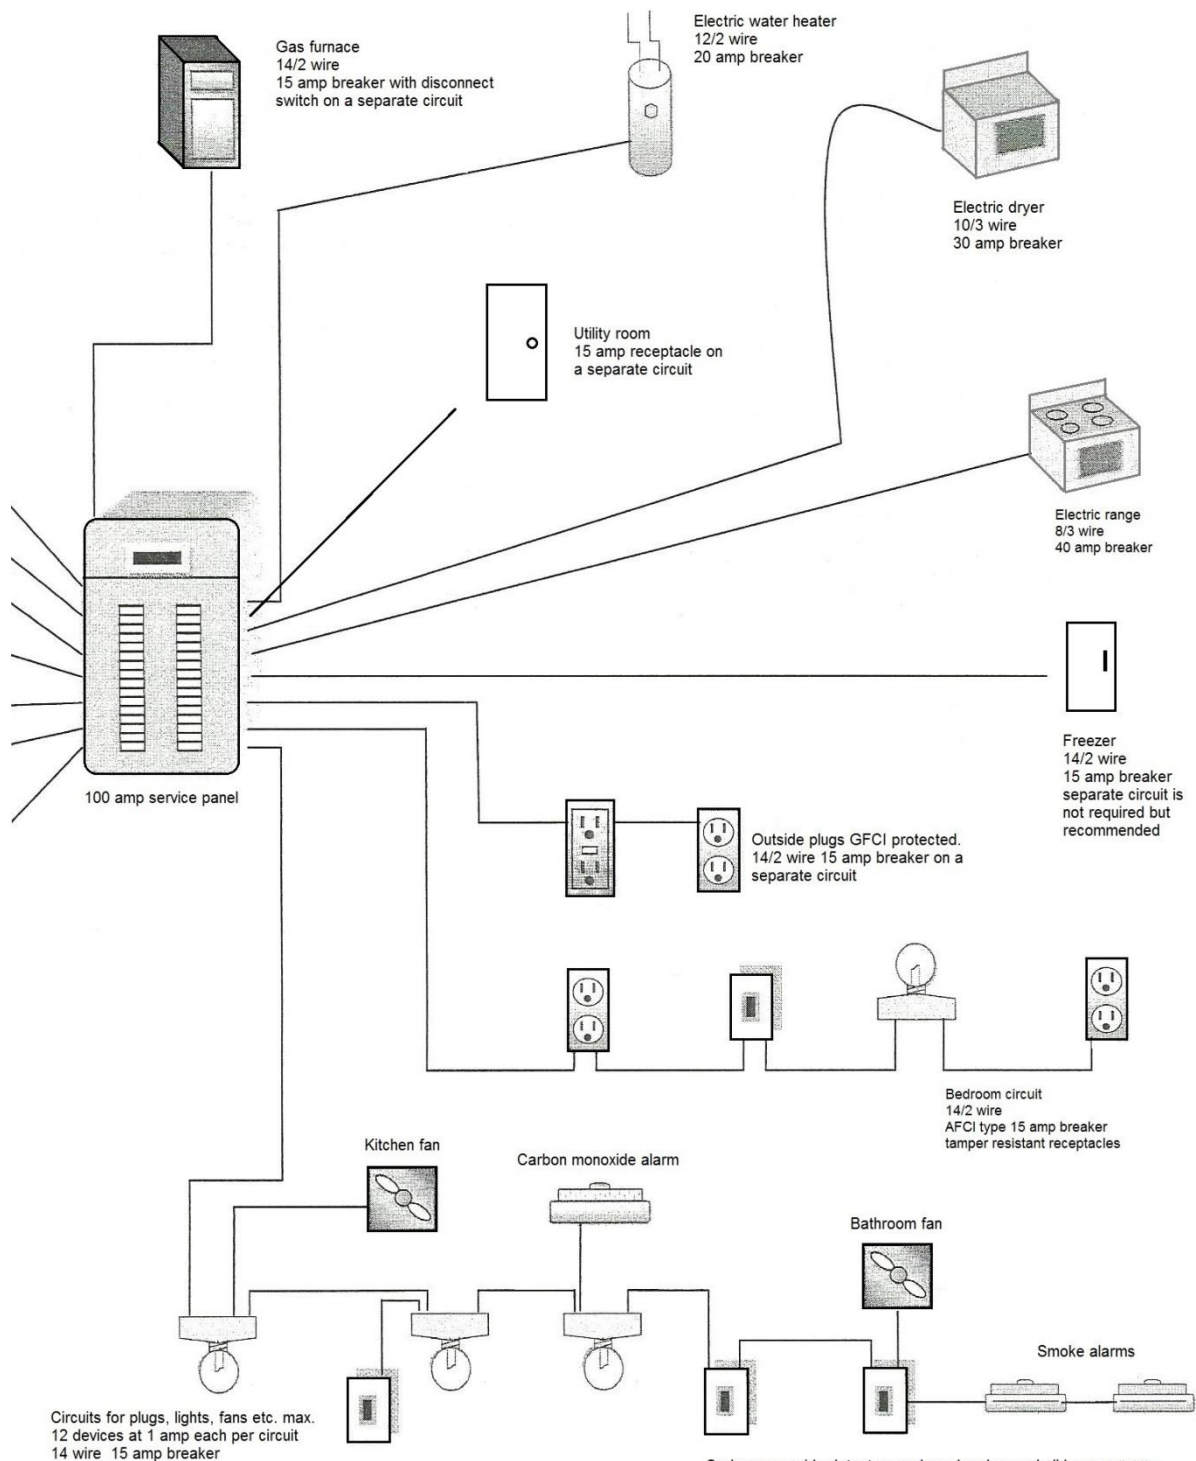 Gas furnace
14/2 wire
15 amp breaker with disconnect
switch on a separate circuit
Electric water heater
12/2 wire
20 amp breaker
Electric dryer
10/3 wire
30 amp breaker
Utility room
15 amp receptacle on
a separate circuit
Electric range
8/3 wire
40 amp breaker
Freezer
14/2 wire
15 amp breaker
separate circuit is
not required but
recommended
100 amp service panel
Outside plugs GFCI protected.
14/2 wire 15 amp breaker on a
separate circuit
Bedroom circuit
14/2 wire
AFCI type 15 amp breaker
tamper resistant receptacles
Kitchen fan
Carbon monoxide alarm
Bathroom fan
Smoke alarms
Circuits for plugs, lights, fans etc. max.
12 devices at 1 amp each per circuit
14 wire 15 amp breaker